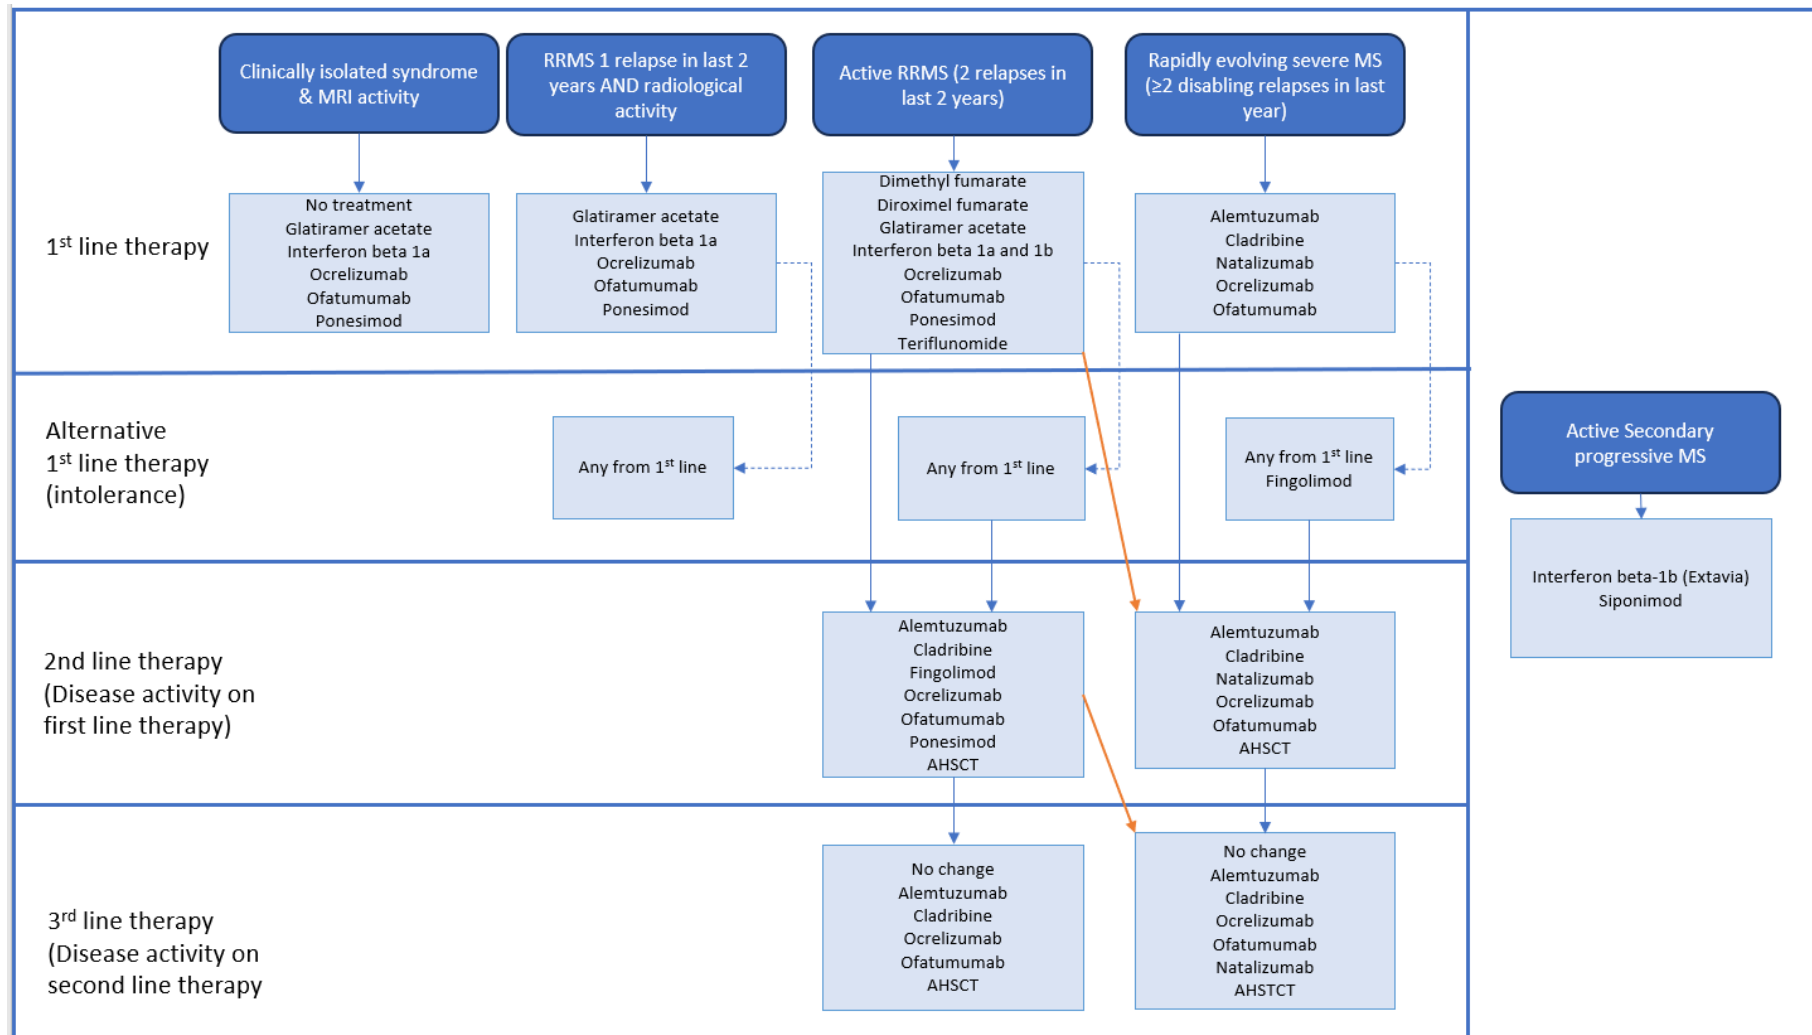 Clinically isolated syndrome
& MRI activity
RRMS 1 relapse in last 2
years AND radiological
activity
Active RRMS (2 relapses in
last 2 years)
Rapidly evolving severe MS
(≥2 disabling relapses in last
year)
1st line therapy
No treatment
Glatiramer acetate
Interferon beta 1a
Ocrelizumab
Ofatumumab
Ponesimod
Glatiramer acetate
Interferon beta 1a
Ocrelizumab
Ofatumumab
Ponesimod
Dimethyl fumarate
Diroximel fumarate
Glatiramer acetate
Interferon beta 1a and 1b
Ocrelizumab
Ofatumumab
Ponesimod
Teriflunomide
Alemtuzumab
Cladribine
Natalizumab
Ocrelizumab
Ofatumumab
Alternative
1st line therapy
(intolerance)
Any from 1st line
Any from 1st line
Any from 1st line
Fingolimod
Active Secondary
progressive MS
Interferon beta-1b (Extavia)
Siponimod
2nd line therapy
(Disease activity on
first line therapy)
Alemtuzumab
Cladribine
Fingolimod
Ocrelizumab
Ofatumumab
Ponesimod
AHSCT
Alemtuzumab
Cladribine
Natalizumab
Ocrelizumab
Ofatumumab
AHSCT
3rd line therapy
(Disease activity on
second line therapy
No change
Alemtuzumab
Cladribine
Ocrelizumab
Ofatumumab
AHSCT
No change
Alemtuzumab
Cladribine
Ocrelizumab
Ofatumumab
Natalizumab
AHSTCT